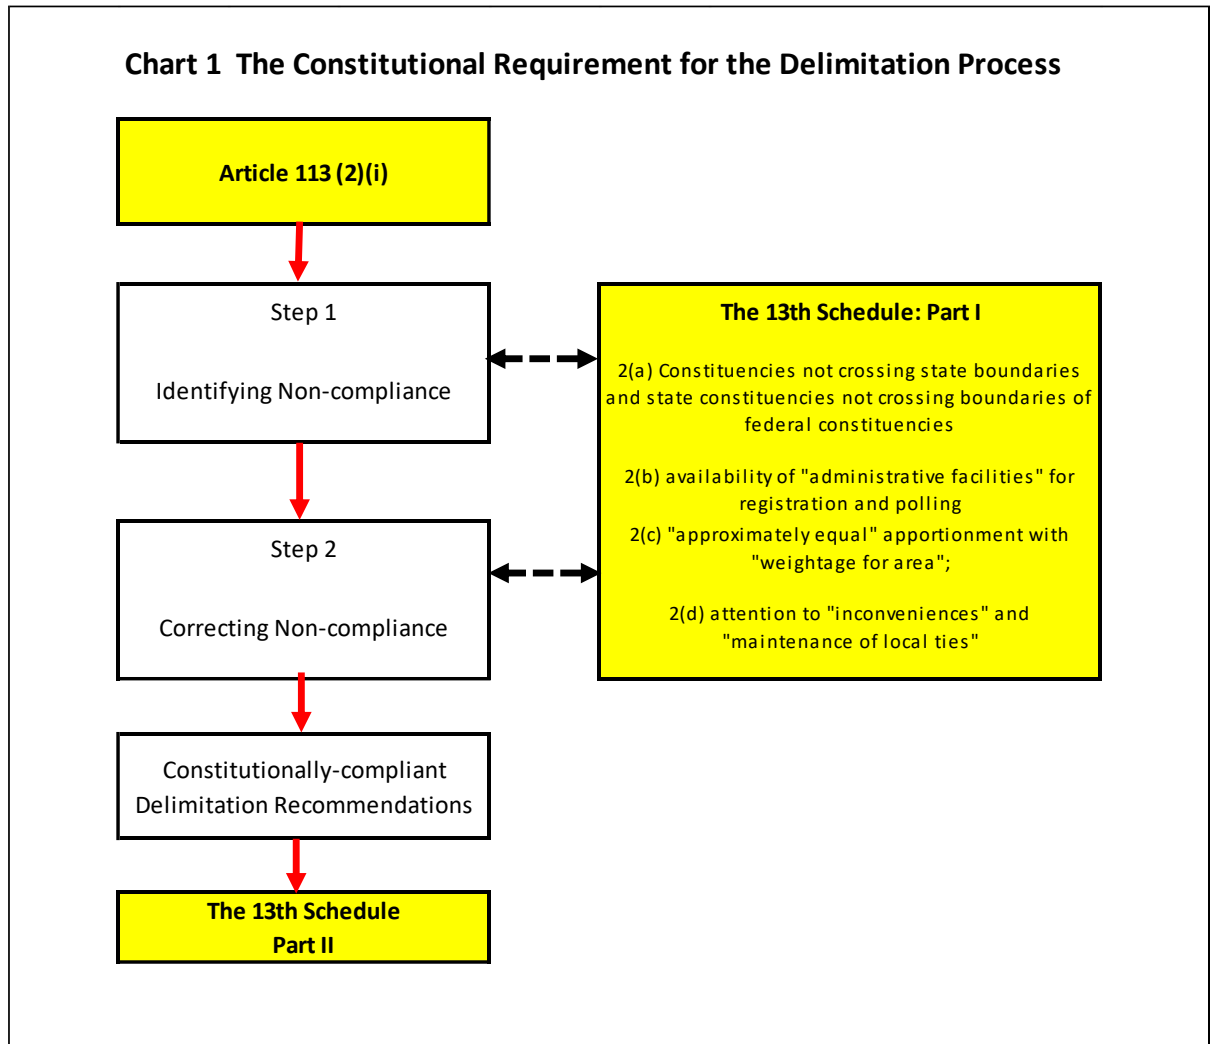 Chart 1 The Constitutional Requirement for the Delimitation Process
Article 113 (2)(i)
Step 1
Identifying Non-compliance
Step 2
Correcting Non-compliance
Constitutionally-compliant
Delimitation Recommendations
The 13th Schedule
Part II
The 13th Schedule: Part I
2(a) Constituencies not crossing state boundaries
and state constituencies not crossing boundaries of
federal constituencies
2(b) availability of "administrative facilities" for
registration and polling
2(c) "approximately equal" apportionment with
"weightage for area";
2(d) attention to "inconveniences" and
"maintenance of local ties"